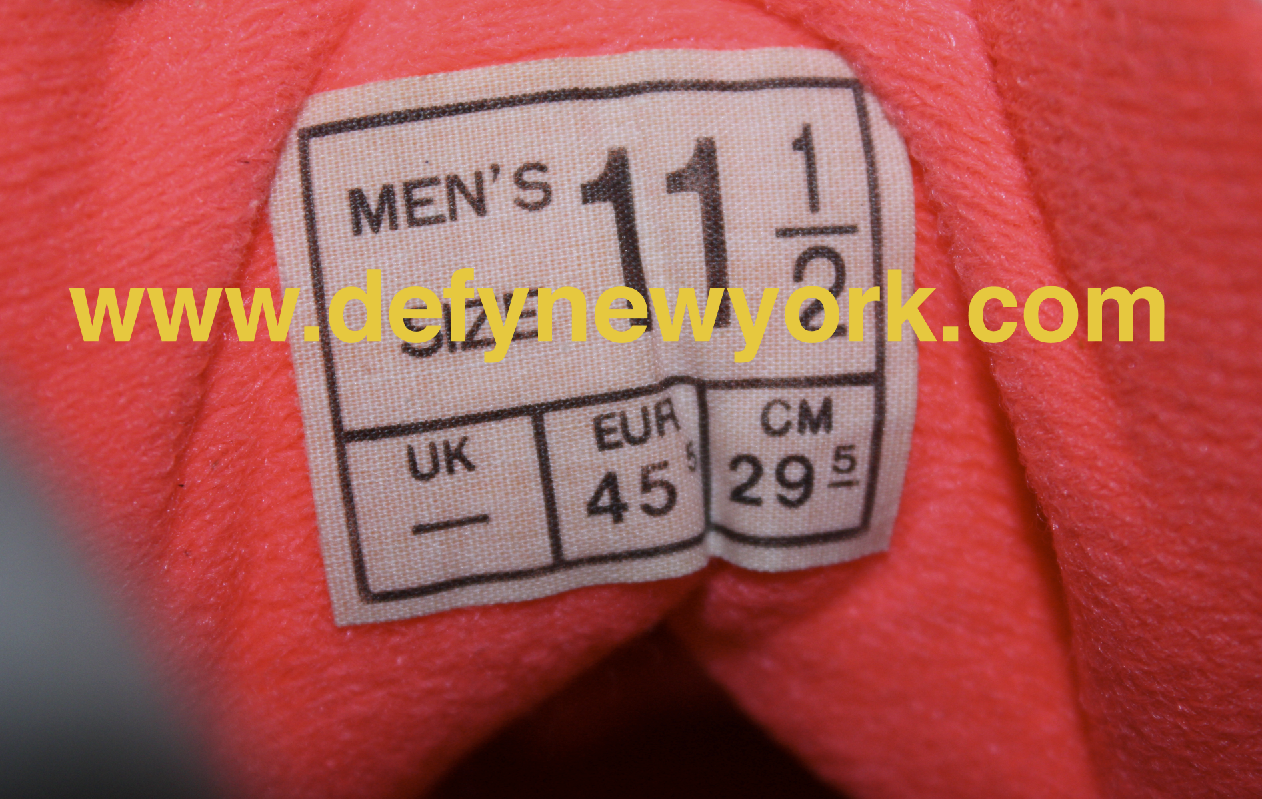 MEN'S 11 1/2
SIZE
www.defynewyork.com
UK EUR CM
— 45 5 29 5